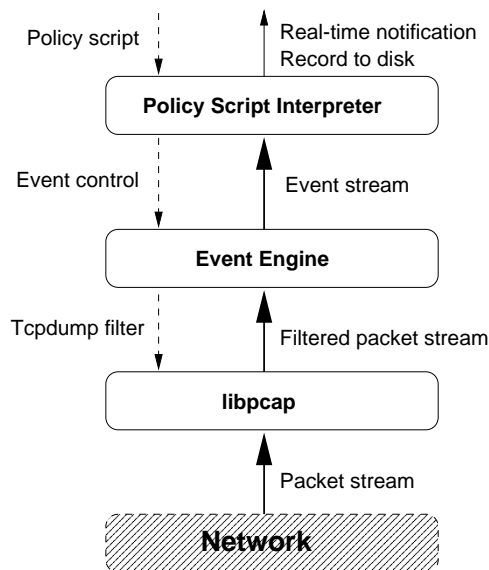 Policy script
Real-time notification
Record to disk
Policy Script Interpreter
Event control
Event stream
Event Engine
Tcpdump filter
Filtered packet stream
libpcap
Packet stream
Network